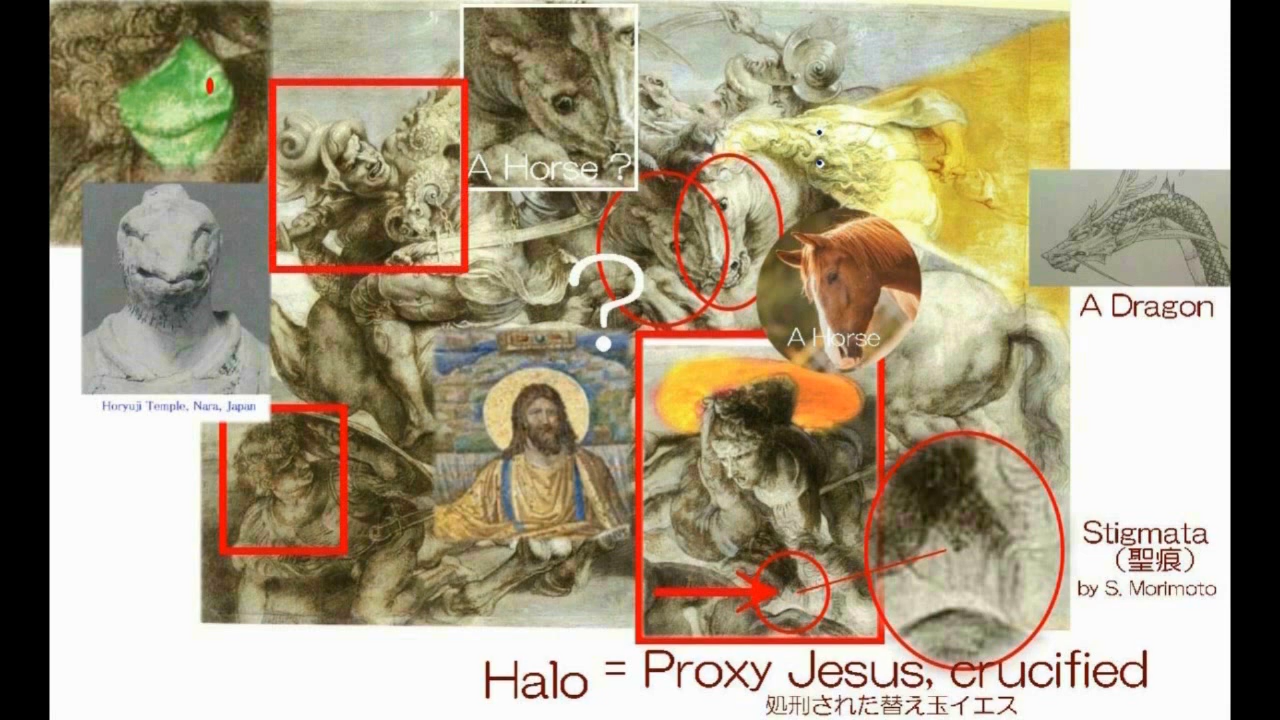 A Horse ?
?
A Horse
A Dragon
Horyuji Temple, Nara, Japan
Stigmata
（聖痕）
by S. Morimoto
Halo = Proxy Jesus, crucified
処刑された替え玉イエス